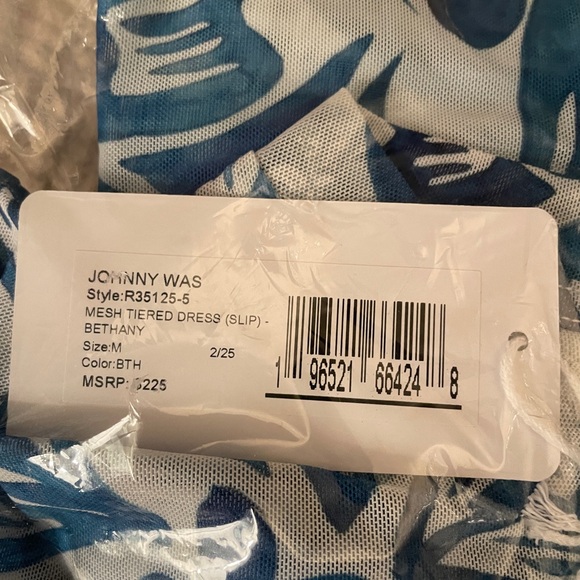 JOHNNY WAS
Style:R35125-5
MESH TIERED DRESS (SLIP) -
BETHANY
Size:M 2/25
Color:BTH
MSRP: $225
1 96521 66424 8